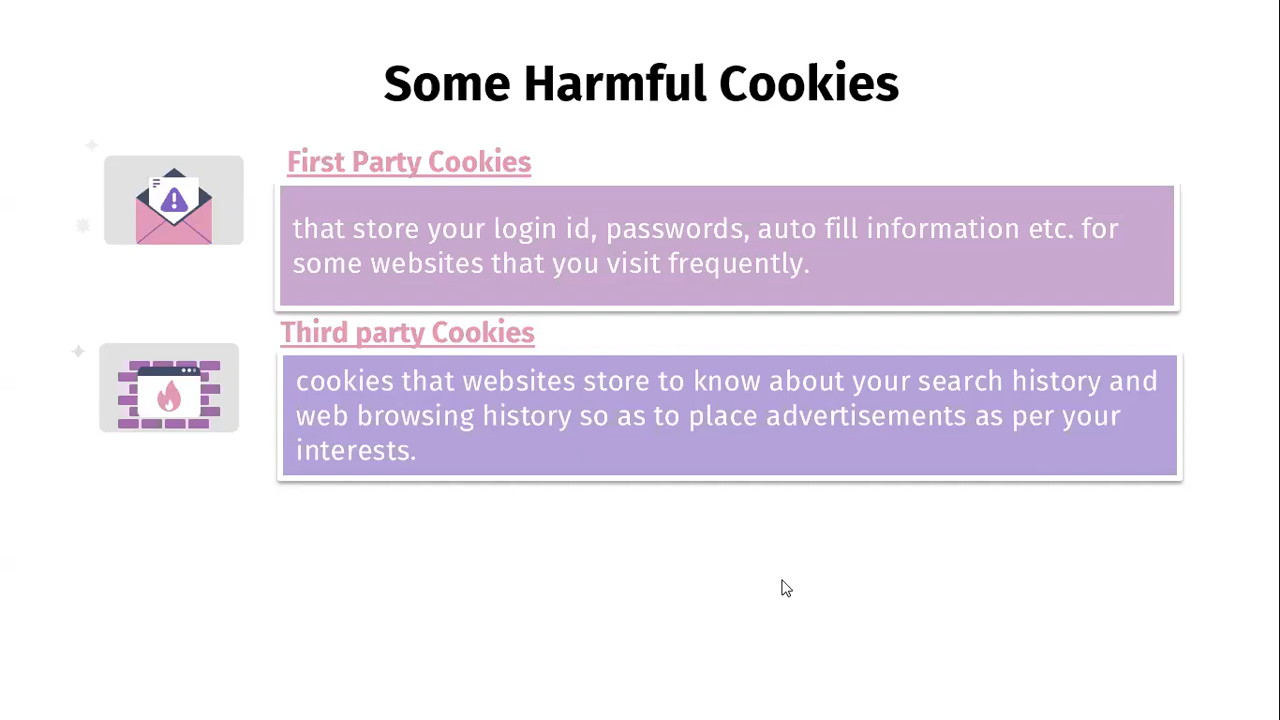 Some Harmful Cookies
First Party Cookies
that store your login id, passwords, auto fill information etc. for
some websites that you visit frequently.
Third party Cookies
cookies that websites store to know about your search history and
web browsing history so as to place advertisements as per your
interests.